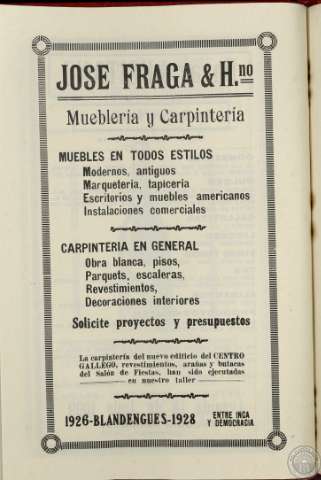 JOSE FRAGA & H.no
Mueblería y Carpintería
MUEBLES EN TODOS ESTILOS
Modernos, antiguos
Marquetería, tapicería
Escritorios y muebles americanos
Instalaciones comerciales
CARPINTERIA EN GENERAL
Obra blanca, pisos,
Parquets, escaleras,
Revestimientos,
Decoraciones interiores
Solicite proyectos y presupuestos
La carpintería del nuevo edificio del CENTRO
GALLEGO, revestimientos, arañas y butacas
del Salón de Fiestas, han sido ejecutadas
en nuestro taller
1926-BLANDENGUES-1928
ENTRE INCA
Y DEMOCRACIA